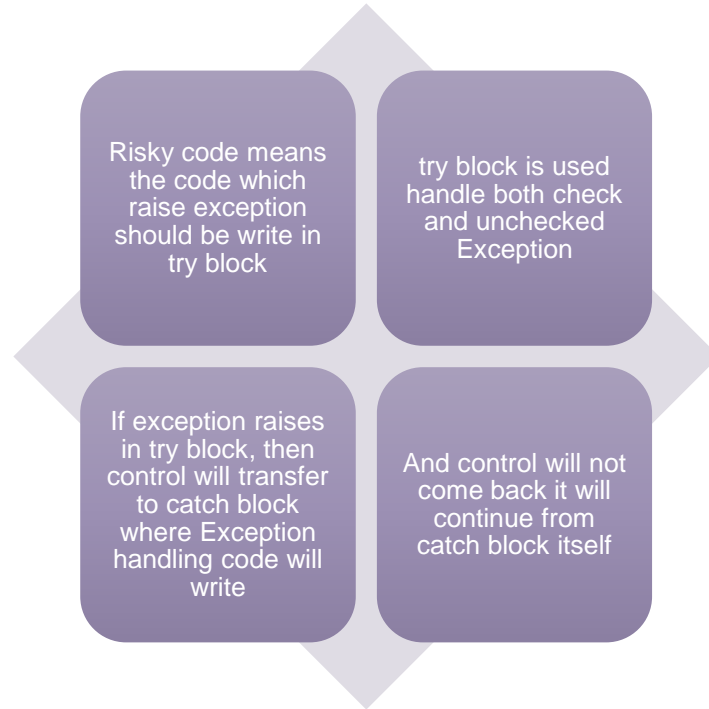 Risky code means
the code which
raise exception
should be write in
try block
try block is used
handle both check
and unchecked
Exception
If exception raises
in try block, then
control will transfer
to catch block
where Exception
handling code will
write
And control will not
come back it will
continue from
catch block itself